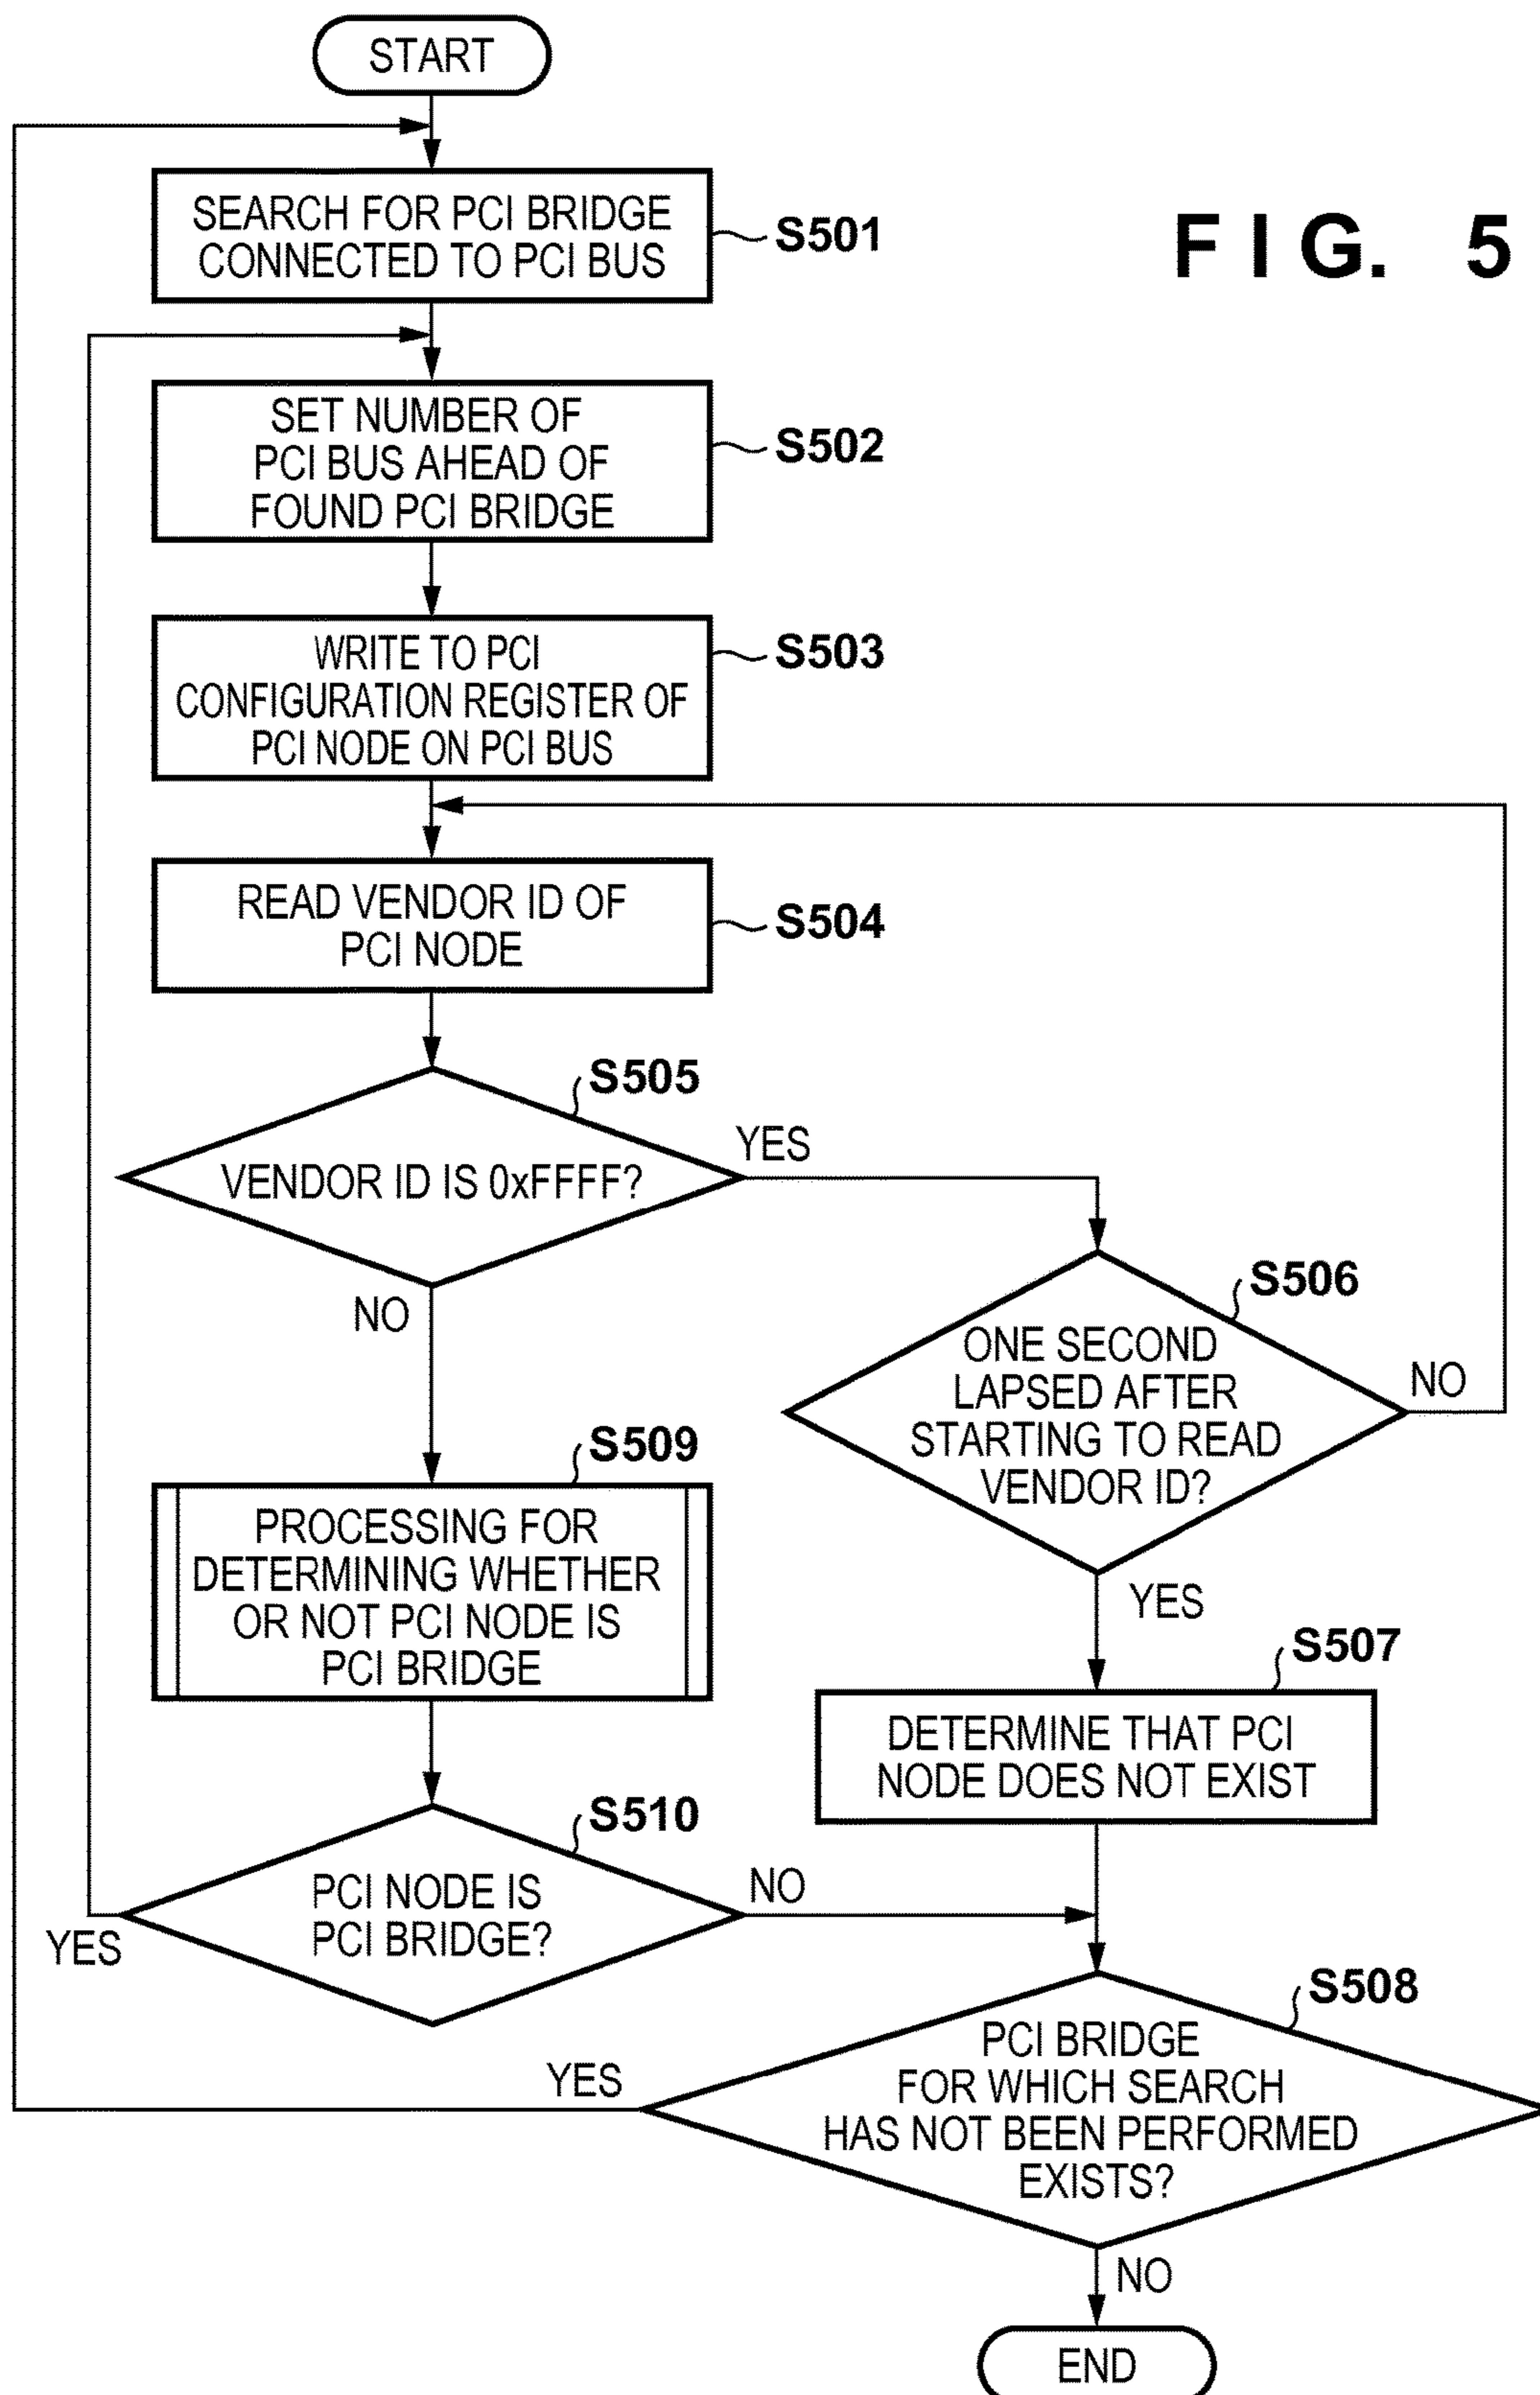 START
SEARCH FOR PCI BRIDGE
CONNECTED TO PCI BUS
S501
FIG. 5
SET NUMBER OF
PCI BUS AHEAD OF
FOUND PCI BRIDGE
S502
WRITE TO PCI
CONFIGURATION REGISTER OF
PCI NODE ON PCI BUS
S503
READ VENDOR ID OF
PCI NODE
S504
S505
VENDOR ID IS 0xFFFF?
YES
NO
S506
ONE SECOND
LAPSED AFTER
STARTING TO READ
VENDOR ID?
NO
YES
S509
PROCESSING FOR
DETERMINING WHETHER
OR NOT PCI NODE IS
PCI BRIDGE
S507
DETERMINE THAT PCI
NODE DOES NOT EXIST
S510
PCI NODE IS
PCI BRIDGE?
NO
YES
S508
PCI BRIDGE
FOR WHICH SEARCH
HAS NOT BEEN PERFORMED
EXISTS?
YES
NO
END